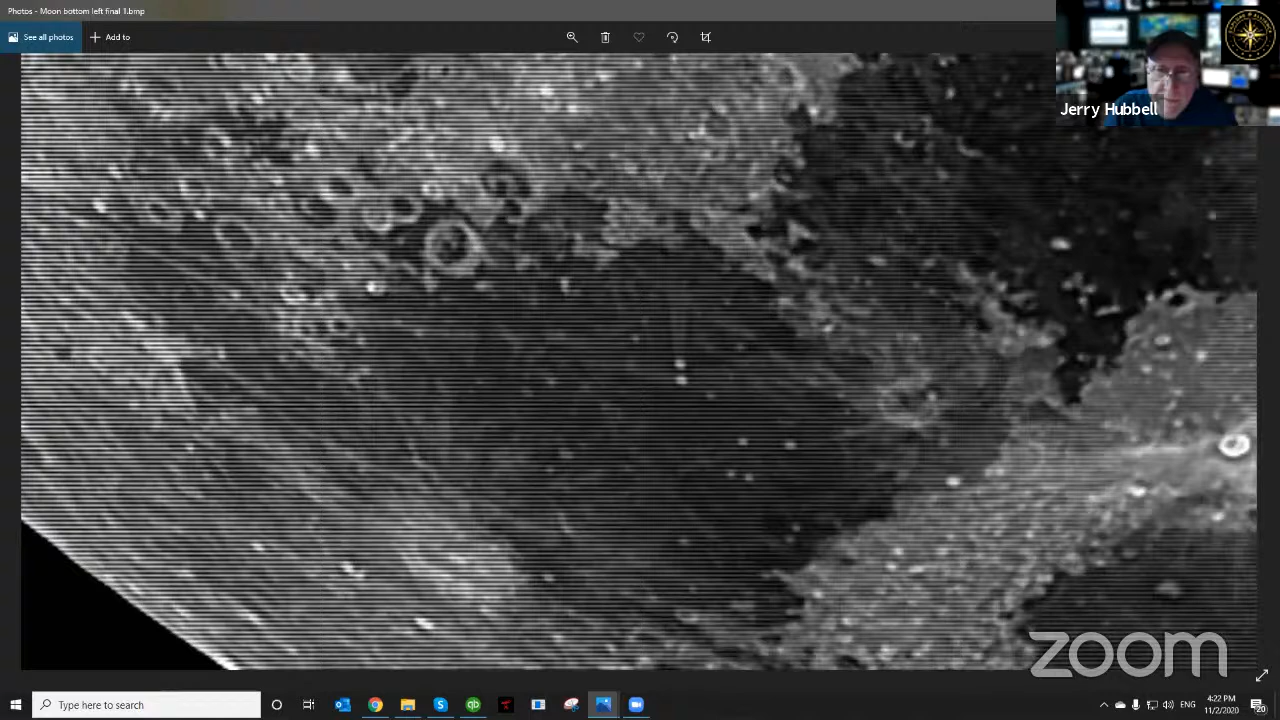 Photos - Moon bottom left final 1.bmp
See all photos
Add to
Jerry Hubbell
zoom
Type here to search
ENG
4:22 PM
11/2/2020
20